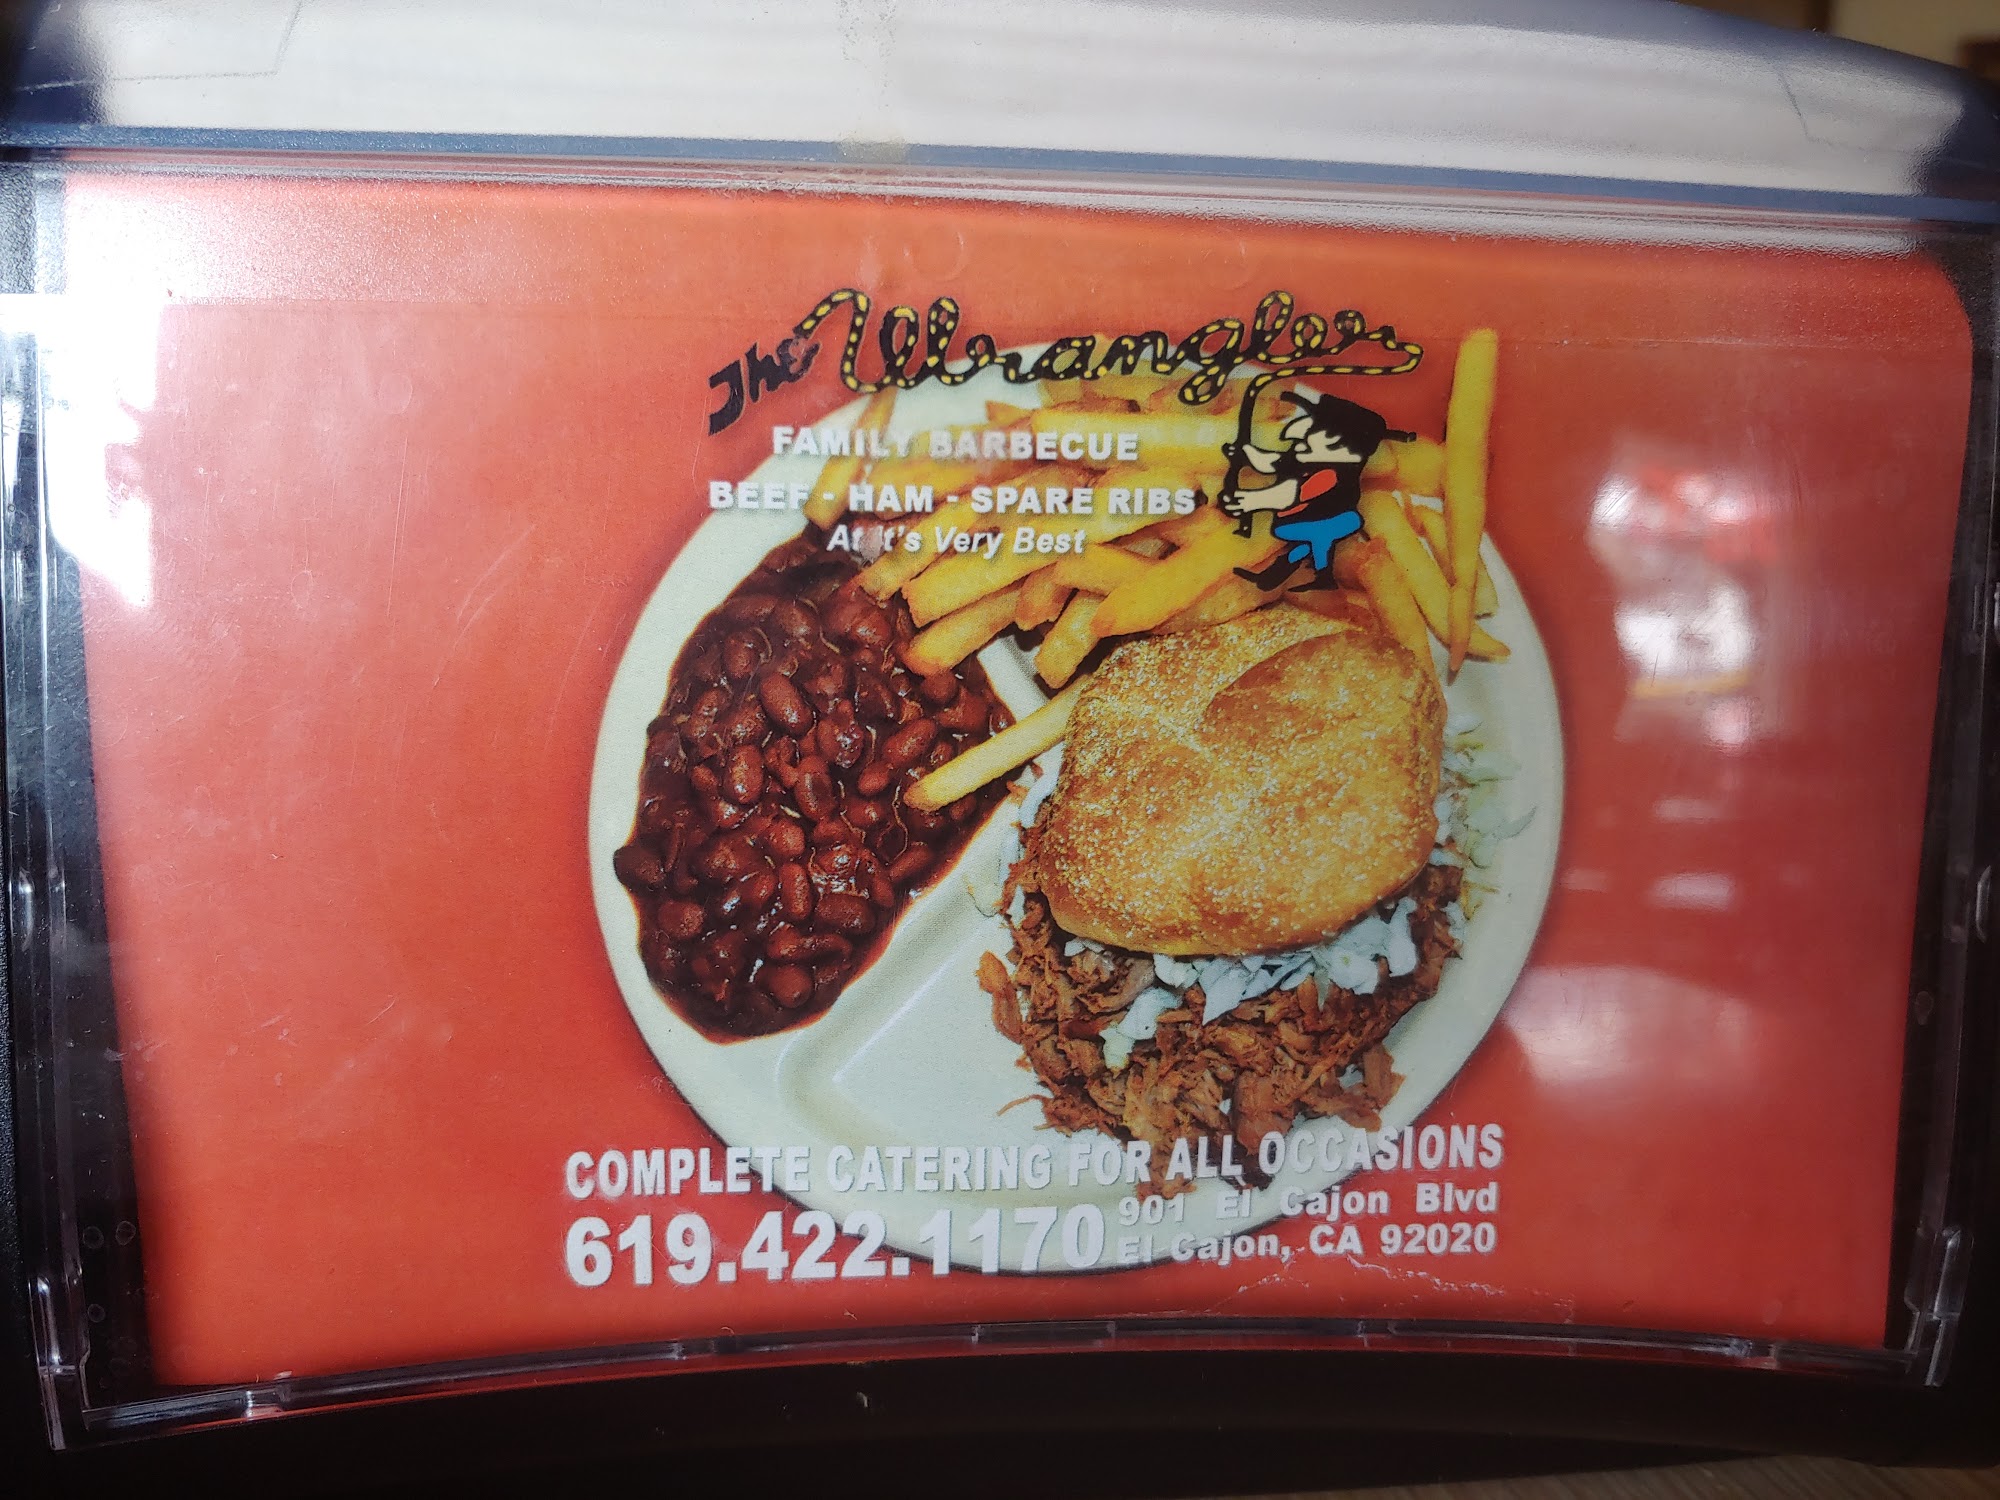 The Wrangler
FAMILY BARBECUE
BEEF - HAM - SPARE RIBS
At It's Very Best
COMPLETE CATERING FOR ALL OCCASIONS
619.422.1170
901 El Cajon Blvd
El Cajon, CA 92020